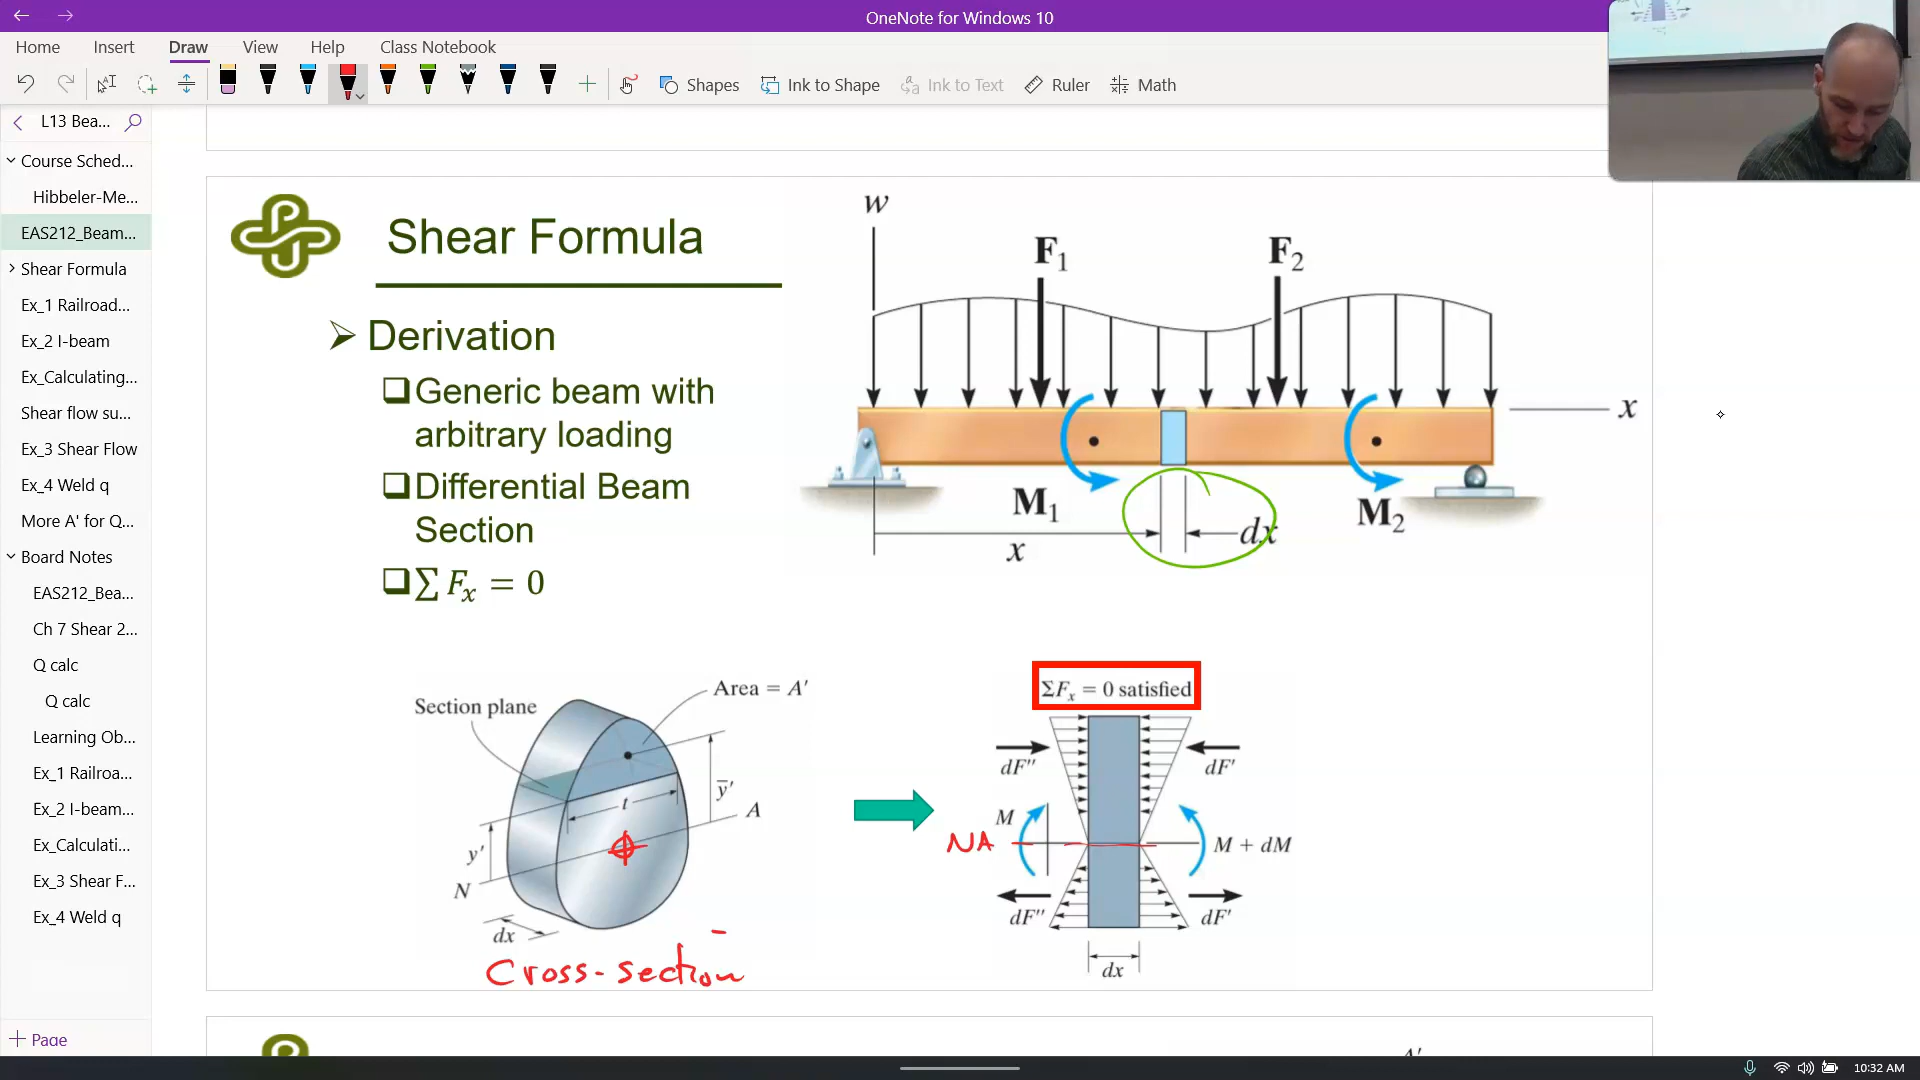 OneNote for Windows 10
Home Insert Draw View Help Class Notebook
Shapes Ink to Shape Ink to Text Ruler Math
L13 Bea...
Course Sched...
Hibbeler-Me...
EAS212_Beam...
Shear Formula
Ex_1 Railroad...
Ex_2 I-beam
Ex_Calculating...
Shear flow su...
Ex_3 Shear Flow
Ex_4 Weld q
More A' for Q...
Board Notes
EAS212_Bea...
Ch 7 Shear 2...
Q calc
Q calc
Learning Ob...
Ex_1 Railroa...
Ex_2 I-beam...
Ex_Calculati...
Ex_3 Shear F...
Ex_4 Weld q
Page
Shear Formula
Derivation
Generic beam with
arbitrary loading
Differential Beam
Section
∑ Fx = 0
w
F1
F2
x
M1
M2
x
dx
Section plane
Area = A'
t
ȳ'
A
y'
N
dx
Cross-section
ΣFx = 0 satisfied
dF"
dF'
M
NA
M + dM
dF"
dF'
dx
A'
10:32 AM